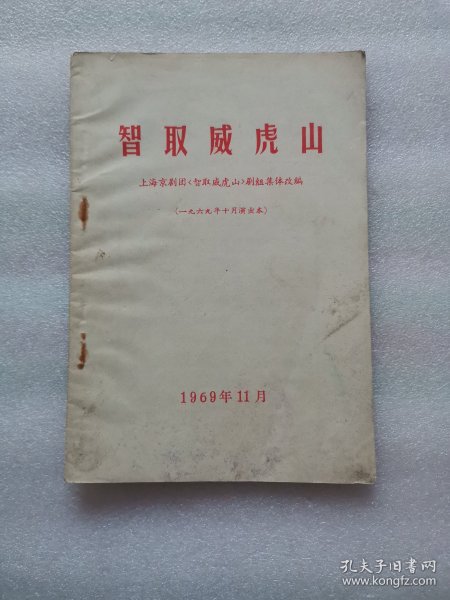 智取威虎山
上海京剧团《智取威虎山》剧组集体改编
(一九六九年十月演出本)
1969年11月
孔夫子旧书网
www.kongfz.com